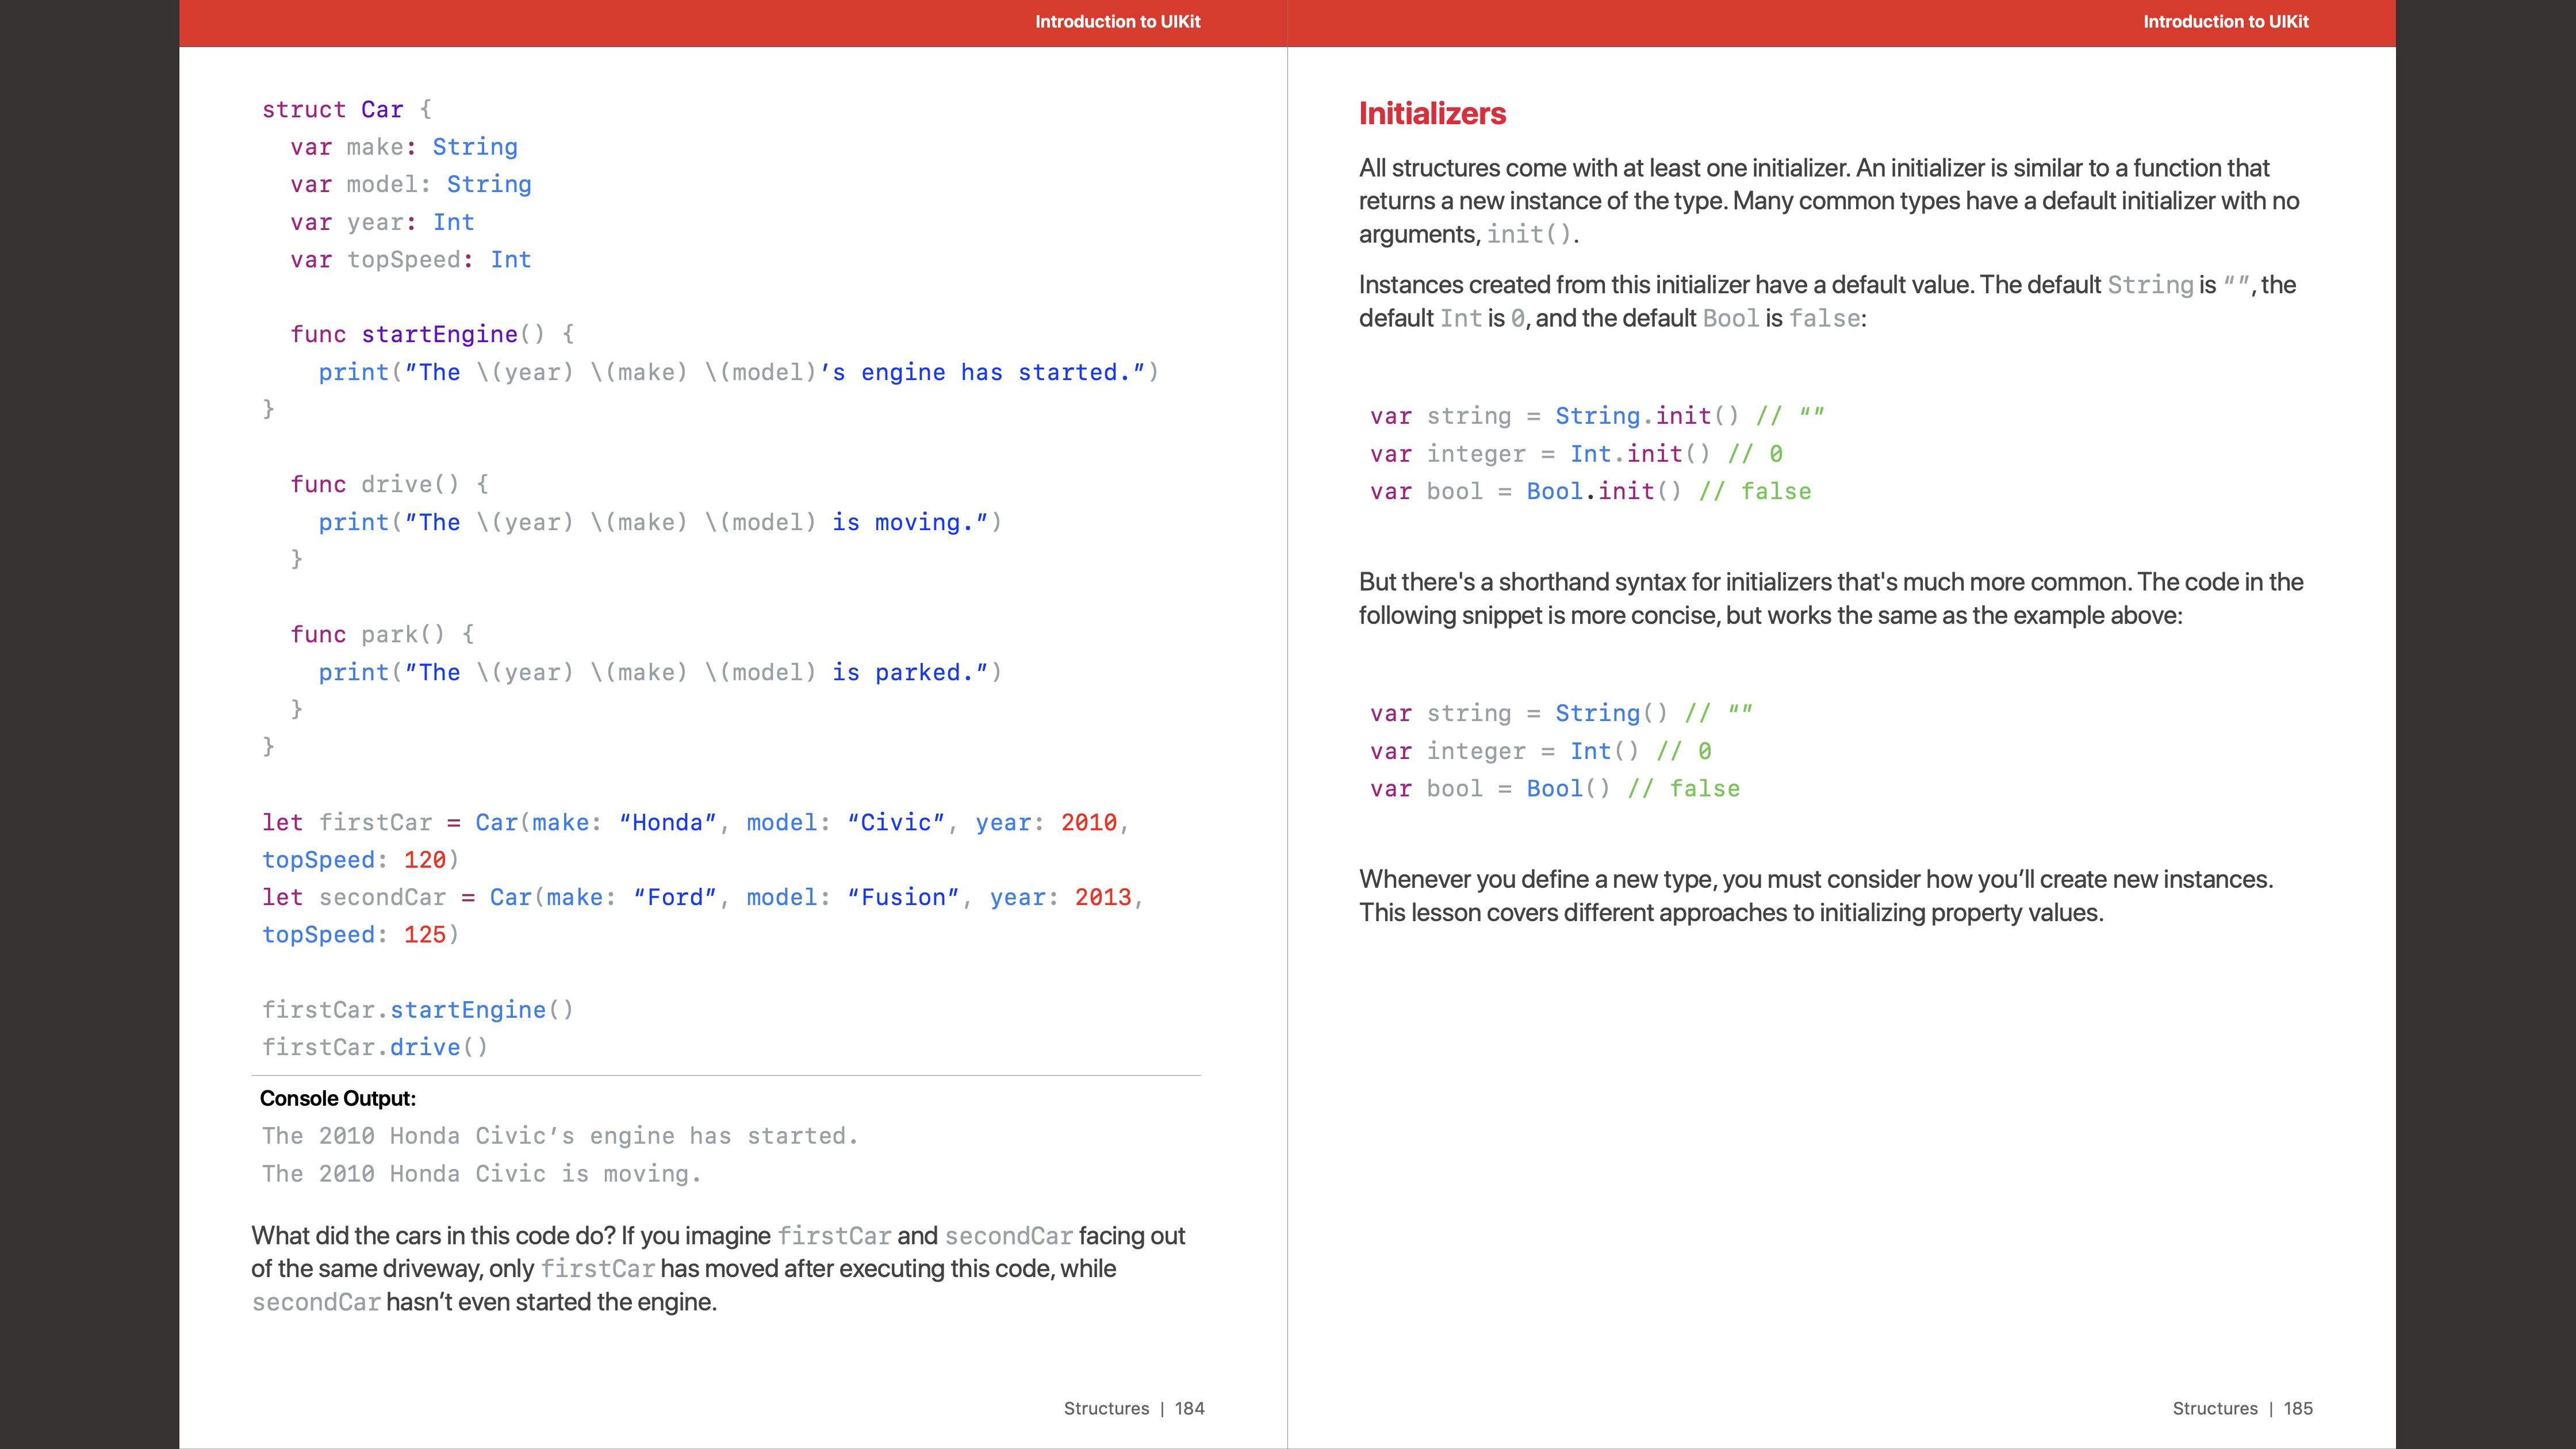 Introduction to UIKit
struct Car {
  var make: String
  var model: String
  var year: Int
  var topSpeed: Int
  func startEngine() {
    print(”The \(year) \(make) \(model)’s engine has started.”)
}
  func drive() {
    print(”The \(year) \(make) \(model) is moving.”)
  }
  func park() {
    print(”The \(year) \(make) \(model) is parked.”)
  }
}
let firstCar = Car(make: “Honda”, model: “Civic”, year: 2010,
topSpeed: 120)
let secondCar = Car(make: “Ford”, model: “Fusion”, year: 2013,
topSpeed: 125)
firstCar.startEngine()
firstCar.drive()
Console Output:
The 2010 Honda Civic’s engine has started.
The 2010 Honda Civic is moving.
What did the cars in this code do? If you imagine firstCar and secondCar facing out
of the same driveway, only firstCar has moved after executing this code, while
secondCar hasn’t even started the engine.
Structures | 184
Introduction to UIKit
Initializers
All structures come with at least one initializer. An initializer is similar to a function that
returns a new instance of the type. Many common types have a default initializer with no
arguments, init().
Instances created from this initializer have a default value. The default String is “”, the
default Int is 0, and the default Bool is false:
var string = String.init() // “”
var integer = Int.init() // 0
var bool = Bool.init() // false
But there's a shorthand syntax for initializers that's much more common. The code in the
following snippet is more concise, but works the same as the example above:
var string = String() // “”
var integer = Int() // 0
var bool = Bool() // false
Whenever you define a new type, you must consider how you’ll create new instances.
This lesson covers different approaches to initializing property values.
Structures | 185